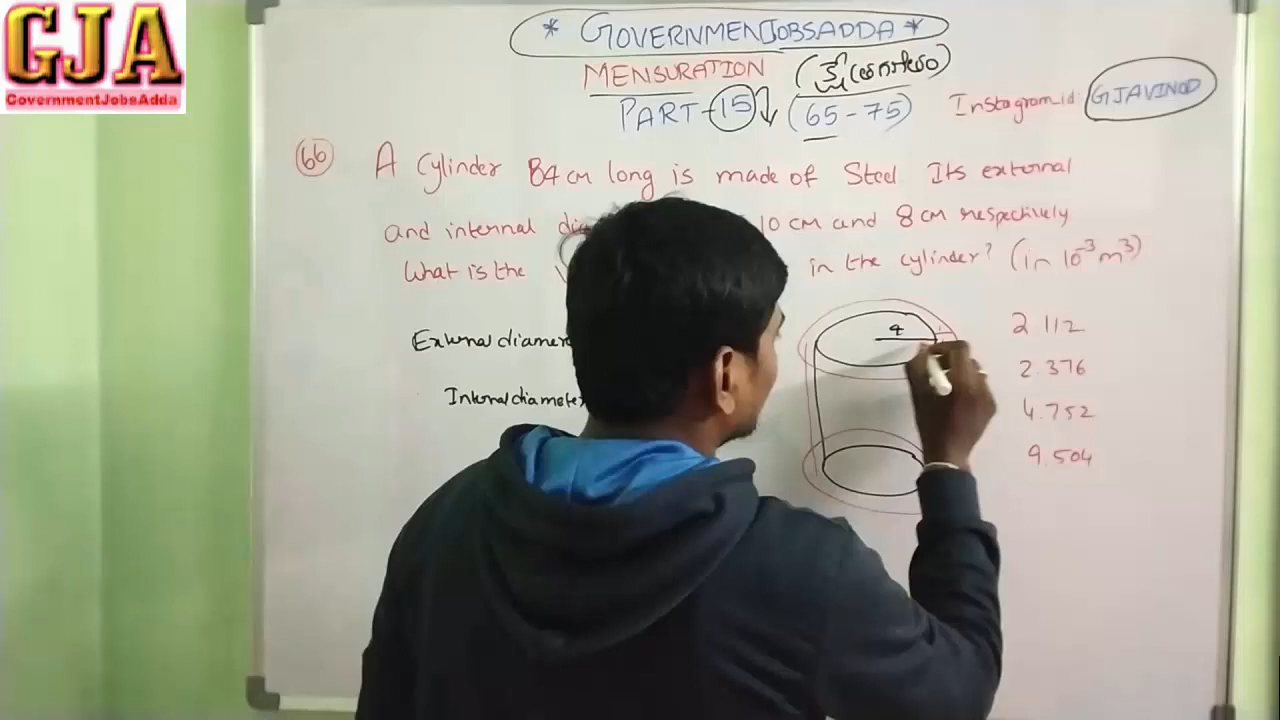 GJA
GovernmentJobsAdda
* GOVERNMENJOBSADDA *
MENSURATION
PART-15 (65-75) Instagram id: GJAVINOD
66 A Cylinder 84 cm long is made of Steel Its external
and internal 10 cm and 8 cm respectively
What is the in the cylinder? (in 10⁻³ m³)
External diameter
Internal diameter
4
2 112
2.376
4.752
9.504